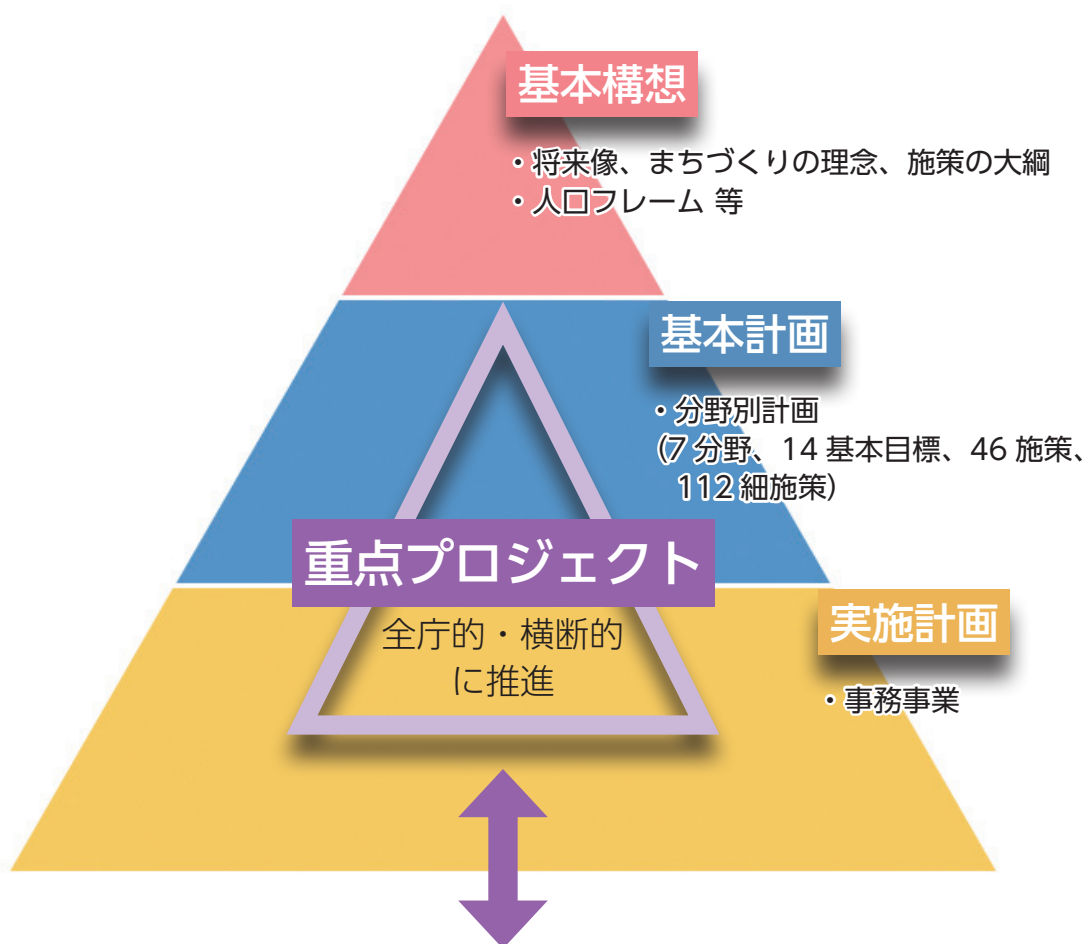 基本構想
・将来像、まちづくりの理念、施策の大綱
・人口フレーム 等
基本計画
・分野別計画
(7 分野、14 基本目標、46 施策、
112 細施策)
重点プロジェクト
全庁的・横断的
に推進
実施計画
・事務事業